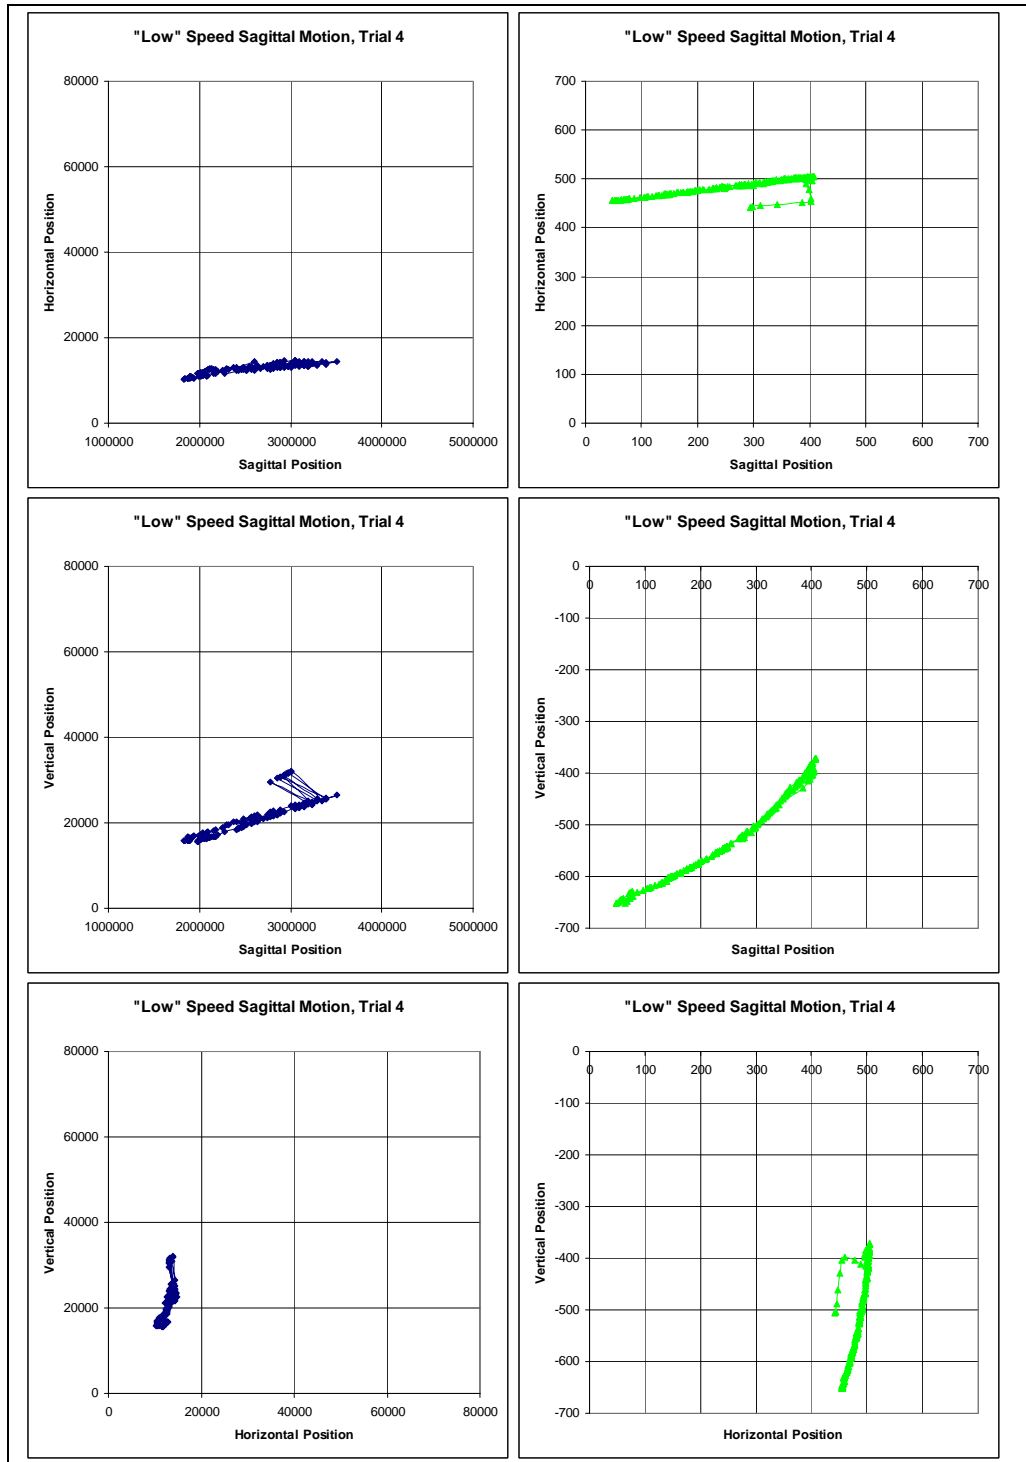 "Low" Speed Sagittal Motion, Trial 4
80000
60000
40000
20000
0
1000000 2000000 3000000 4000000 5000000
Horizontal Position
Sagittal Position
"Low" Speed Sagittal Motion, Trial 4
700
600
500
400
300
200
100
0
0 100 200 300 400 500 600 700
Horizontal Position
Sagittal Position
"Low" Speed Sagittal Motion, Trial 4
80000
60000
40000
20000
0
1000000 2000000 3000000 4000000 5000000
Vertical Position
Sagittal Position
"Low" Speed Sagittal Motion, Trial 4
0
0 100 200 300 400 500 600 700
-100
-200
-300
-400
-500
-600
-700
Vertical Position
Sagittal Position
"Low" Speed Sagittal Motion, Trial 4
80000
60000
40000
20000
0
0 20000 40000 60000 80000
Vertical Position
Horizontal Position
"Low" Speed Sagittal Motion, Trial 4
0
0 100 200 300 400 500 600 700
-100
-200
-300
-400
-500
-600
-700
Vertical Position
Horizontal Position